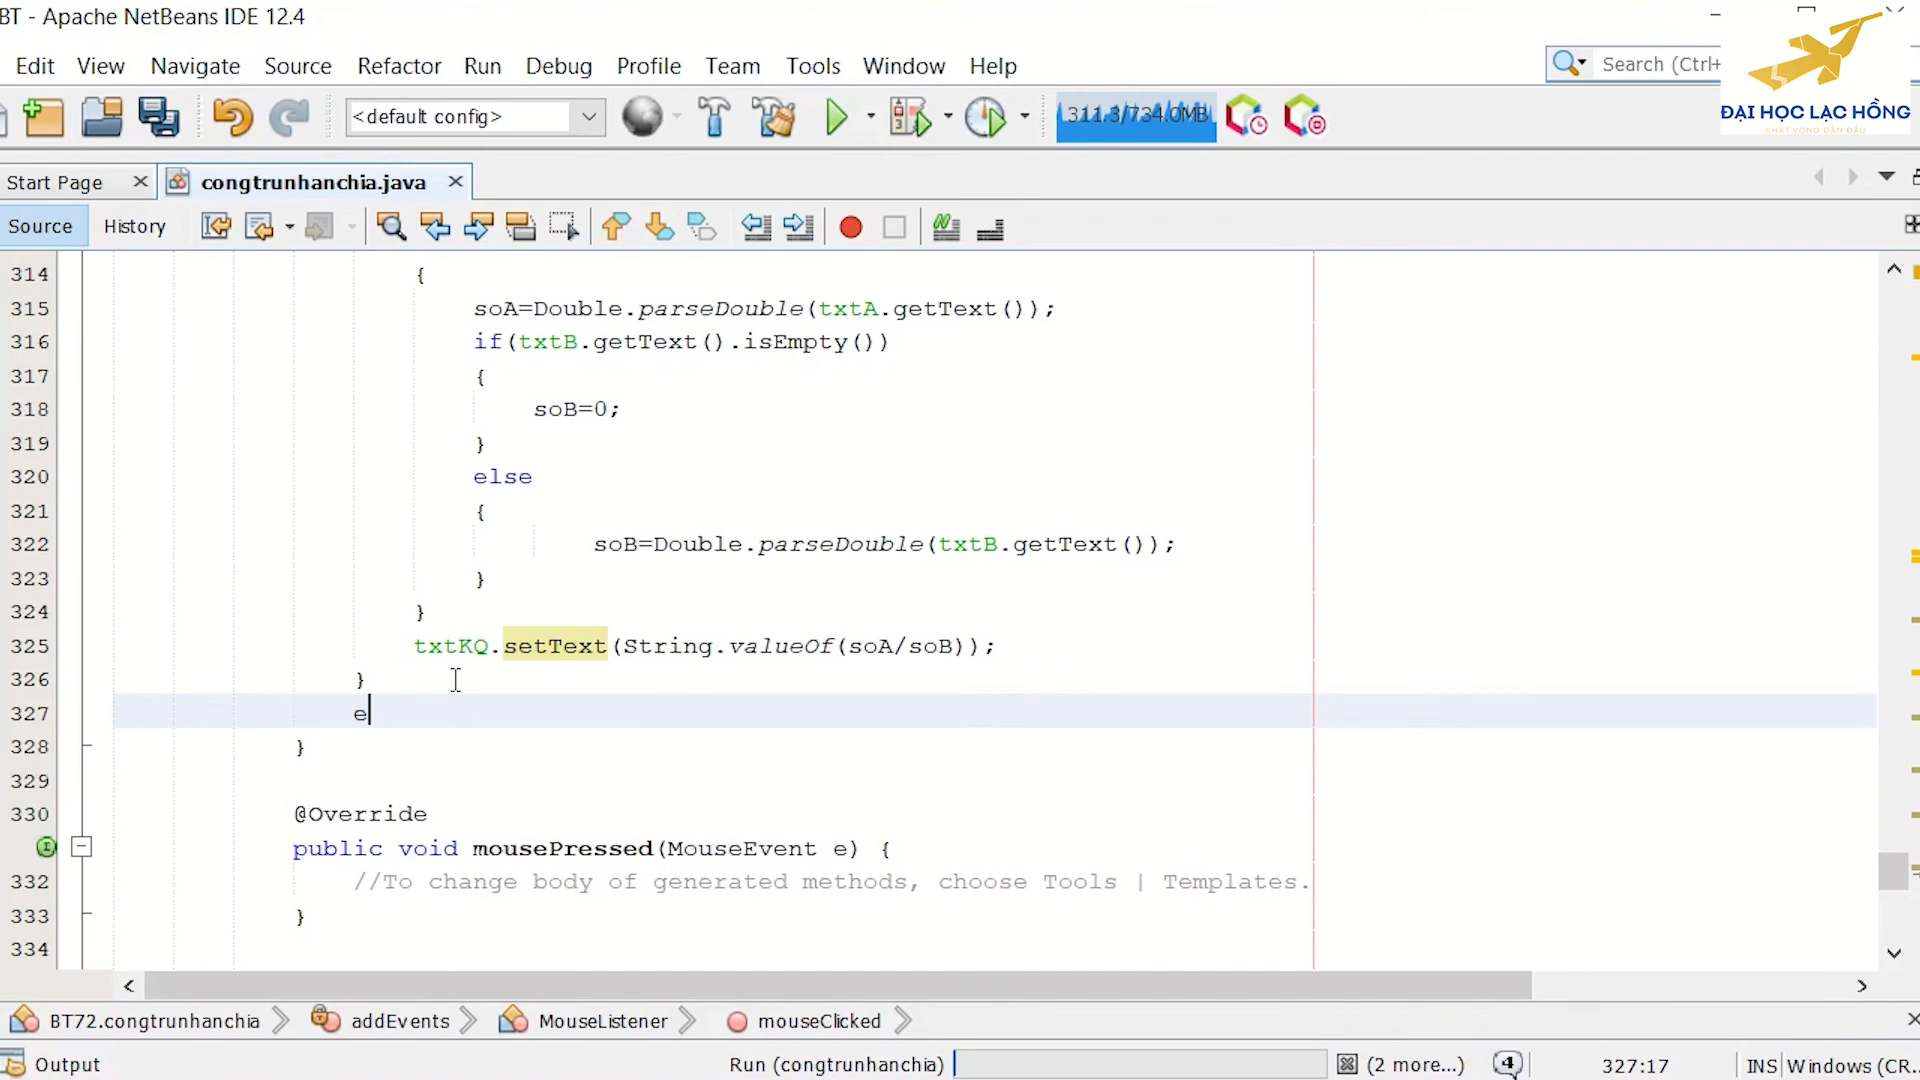 BT - Apache NetBeans IDE 12.4
Edit View Navigate Source Refactor Run Debug Profile Team Tools Window Help
Search (Ctrl+
ĐẠI HỌC LẠC HỒNG
KHÁT VỌNG DẪN ĐẦU
<default config>
311.3/734.0MB
Start Page
congtrunhanchia.java
Source History
314 {
315 soA=Double.parseDouble(txtA.getText());
316 if(txtB.getText().isEmpty())
317 {
318 soB=0;
319 }
320 else
321 {
322 soB=Double.parseDouble(txtB.getText());
323 }
324 }
325 txtKQ.setText(String.valueOf(soA/soB));
326 }
327 e
328 }
329
330 @Override
public void mousePressed(MouseEvent e) {
332 //To change body of generated methods, choose Tools | Templates.
333 }
334
BT72.congtrunhanchia addEvents MouseListener mouseClicked
Output Run (congtrunhanchia) (2 more...) 4 327:17 INS Windows (CR...